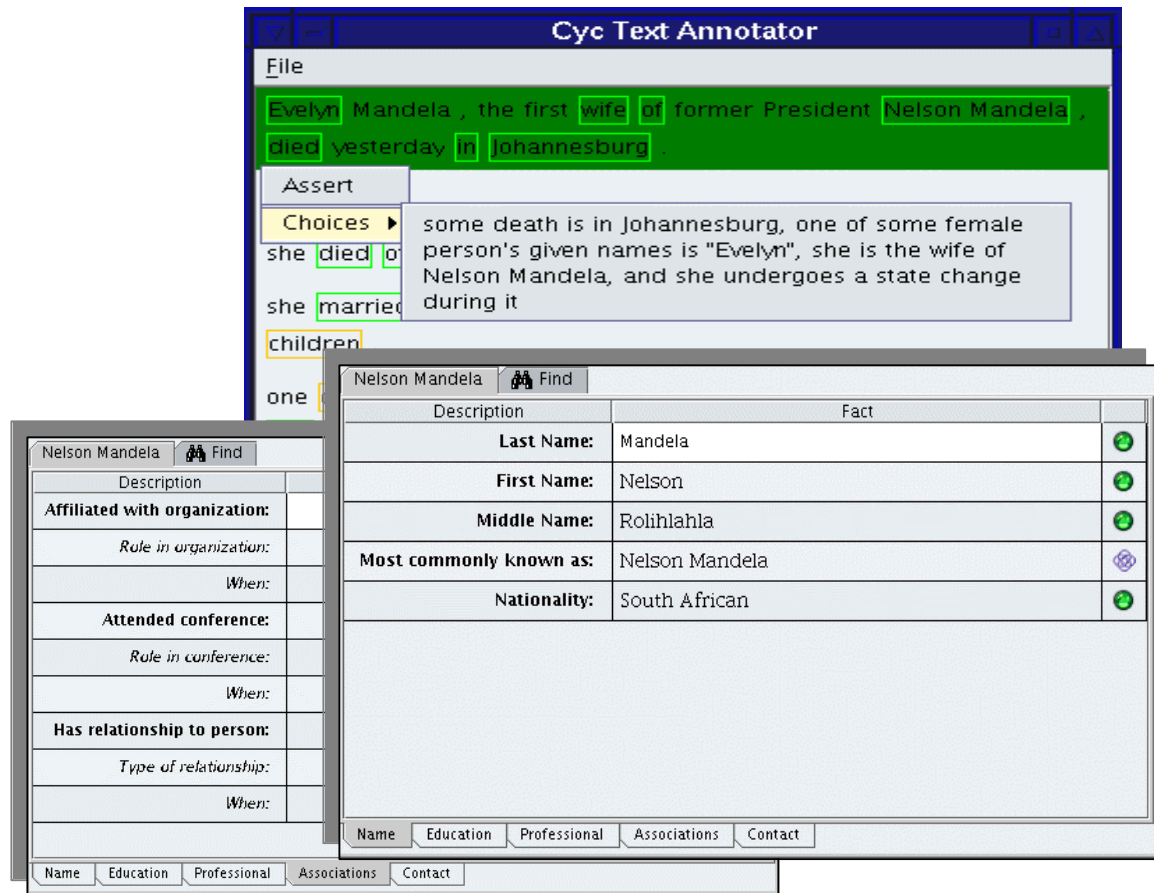 Cyc Text Annotator
File
Evelyn Mandela , the first wife of former President Nelson Mandela ,
died yesterday in Johannesburg .
Assert
Choices
some death is in Johannesburg, one of some female
person's given names is "Evelyn", she is the wife of
Nelson Mandela, and she undergoes a state change
during it
she died
she married
children
one
Nelson Mandela Find
Description Fact
Last Name: Mandela
First Name: Nelson
Middle Name: Rolihlahla
Most commonly known as: Nelson Mandela
Nationality: South African
Name Education Professional Associations Contact
Nelson Mandela Find
Description
Affiliated with organization:
Role in organization:
When:
Attended conference:
Role in conference:
When:
Has relationship to person:
Type of relationship:
When:
Name Education Professional Associations Contact